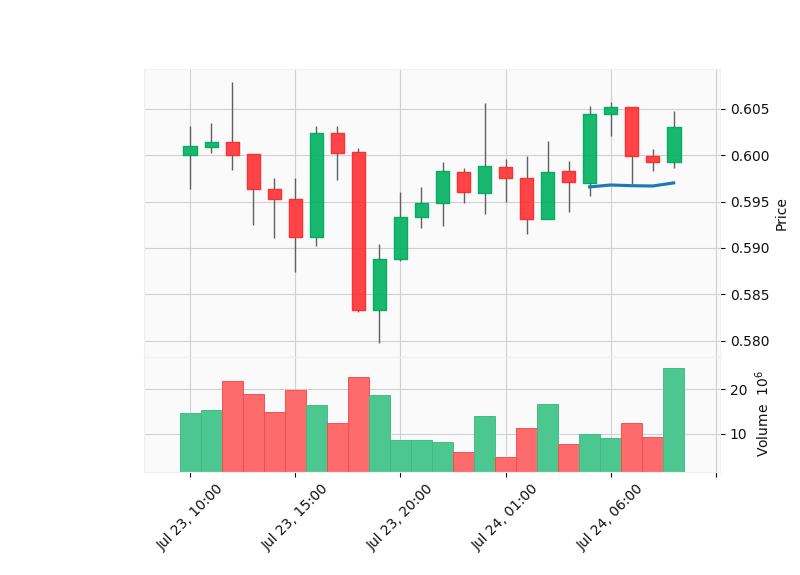 0.605
0.600
0.595
0.590
0.585
0.580
Price
20
10
Volume 10⁶
Jul 23, 10:00
Jul 23, 15:00
Jul 23, 20:00
Jul 24, 01:00
Jul 24, 06:00